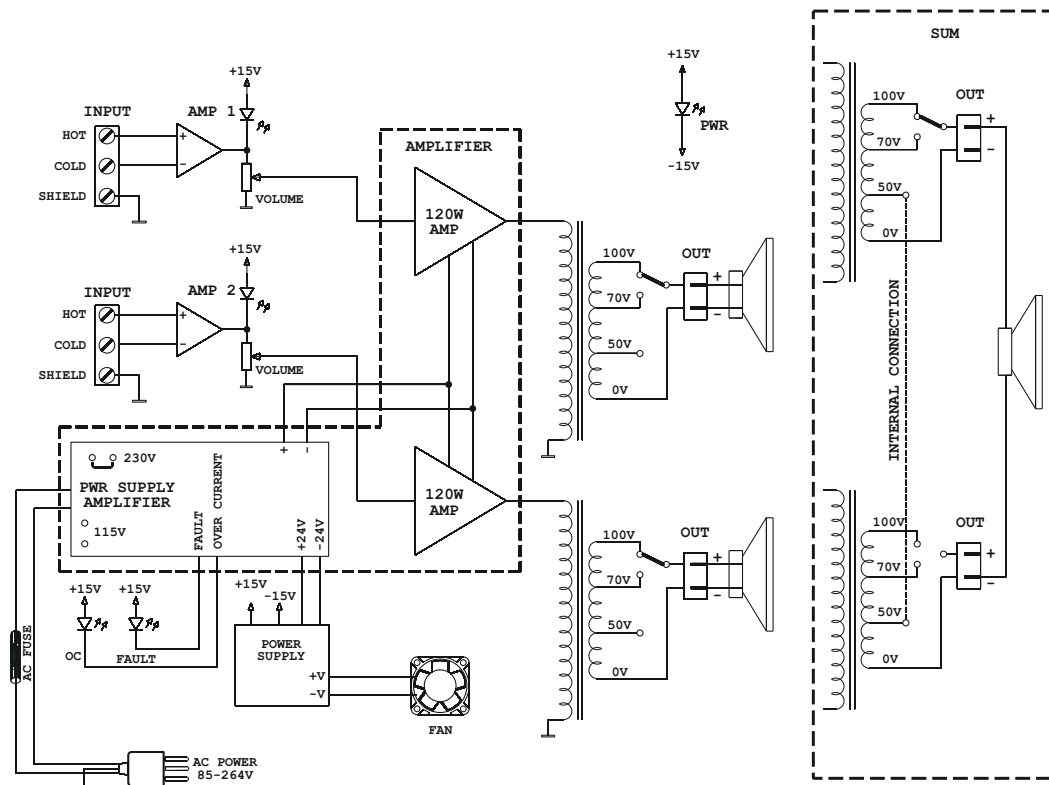 SUM
+15V
+15V
INPUT
AMP 1
100V
OUT
HOT
+
+
PWR
70V
AMPLIFIER
COLD
-
-
-15V
SHIELD
VOLUME
120W
AMP
50V
0V
+15V
100V
OUT
INPUT
AMP 2
+
HOT
+
70V
-
COLD
-
50V
SHIELD
VOLUME
0V
INTERNAL CONNECTION
+
-
230V
PWR SUPPLY
AMPLIFIER
120W
AMP
115V
FAULT
OVER CURRENT
+24V
-24V
100V
OUT
+
70V
-
50V
0V
100V
OUT
+
70V
-
50V
0V
+15V
+15V
+15V
-15V
AC FUSE
OC
FAULT
POWER
SUPPLY
+V
-V
FAN
AC POWER
85-264V